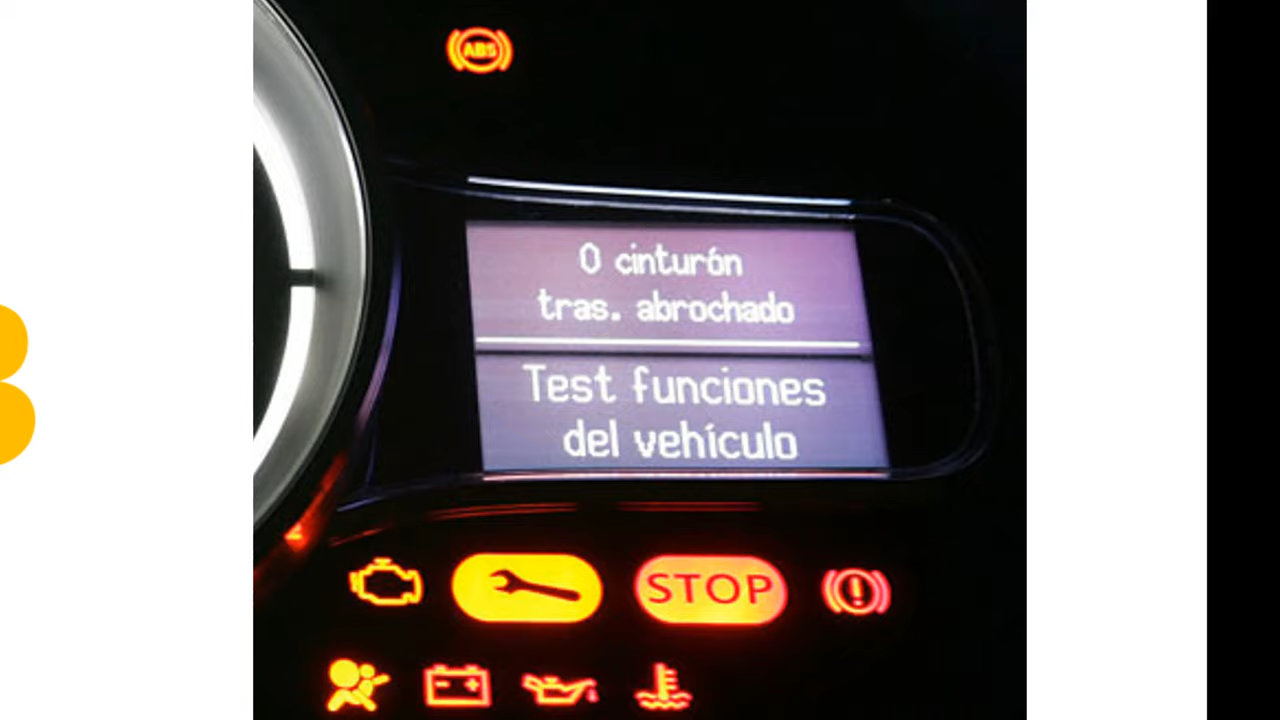 ABS
0 cinturón
tras. abrochado
Test funciones
del vehículo
STOP